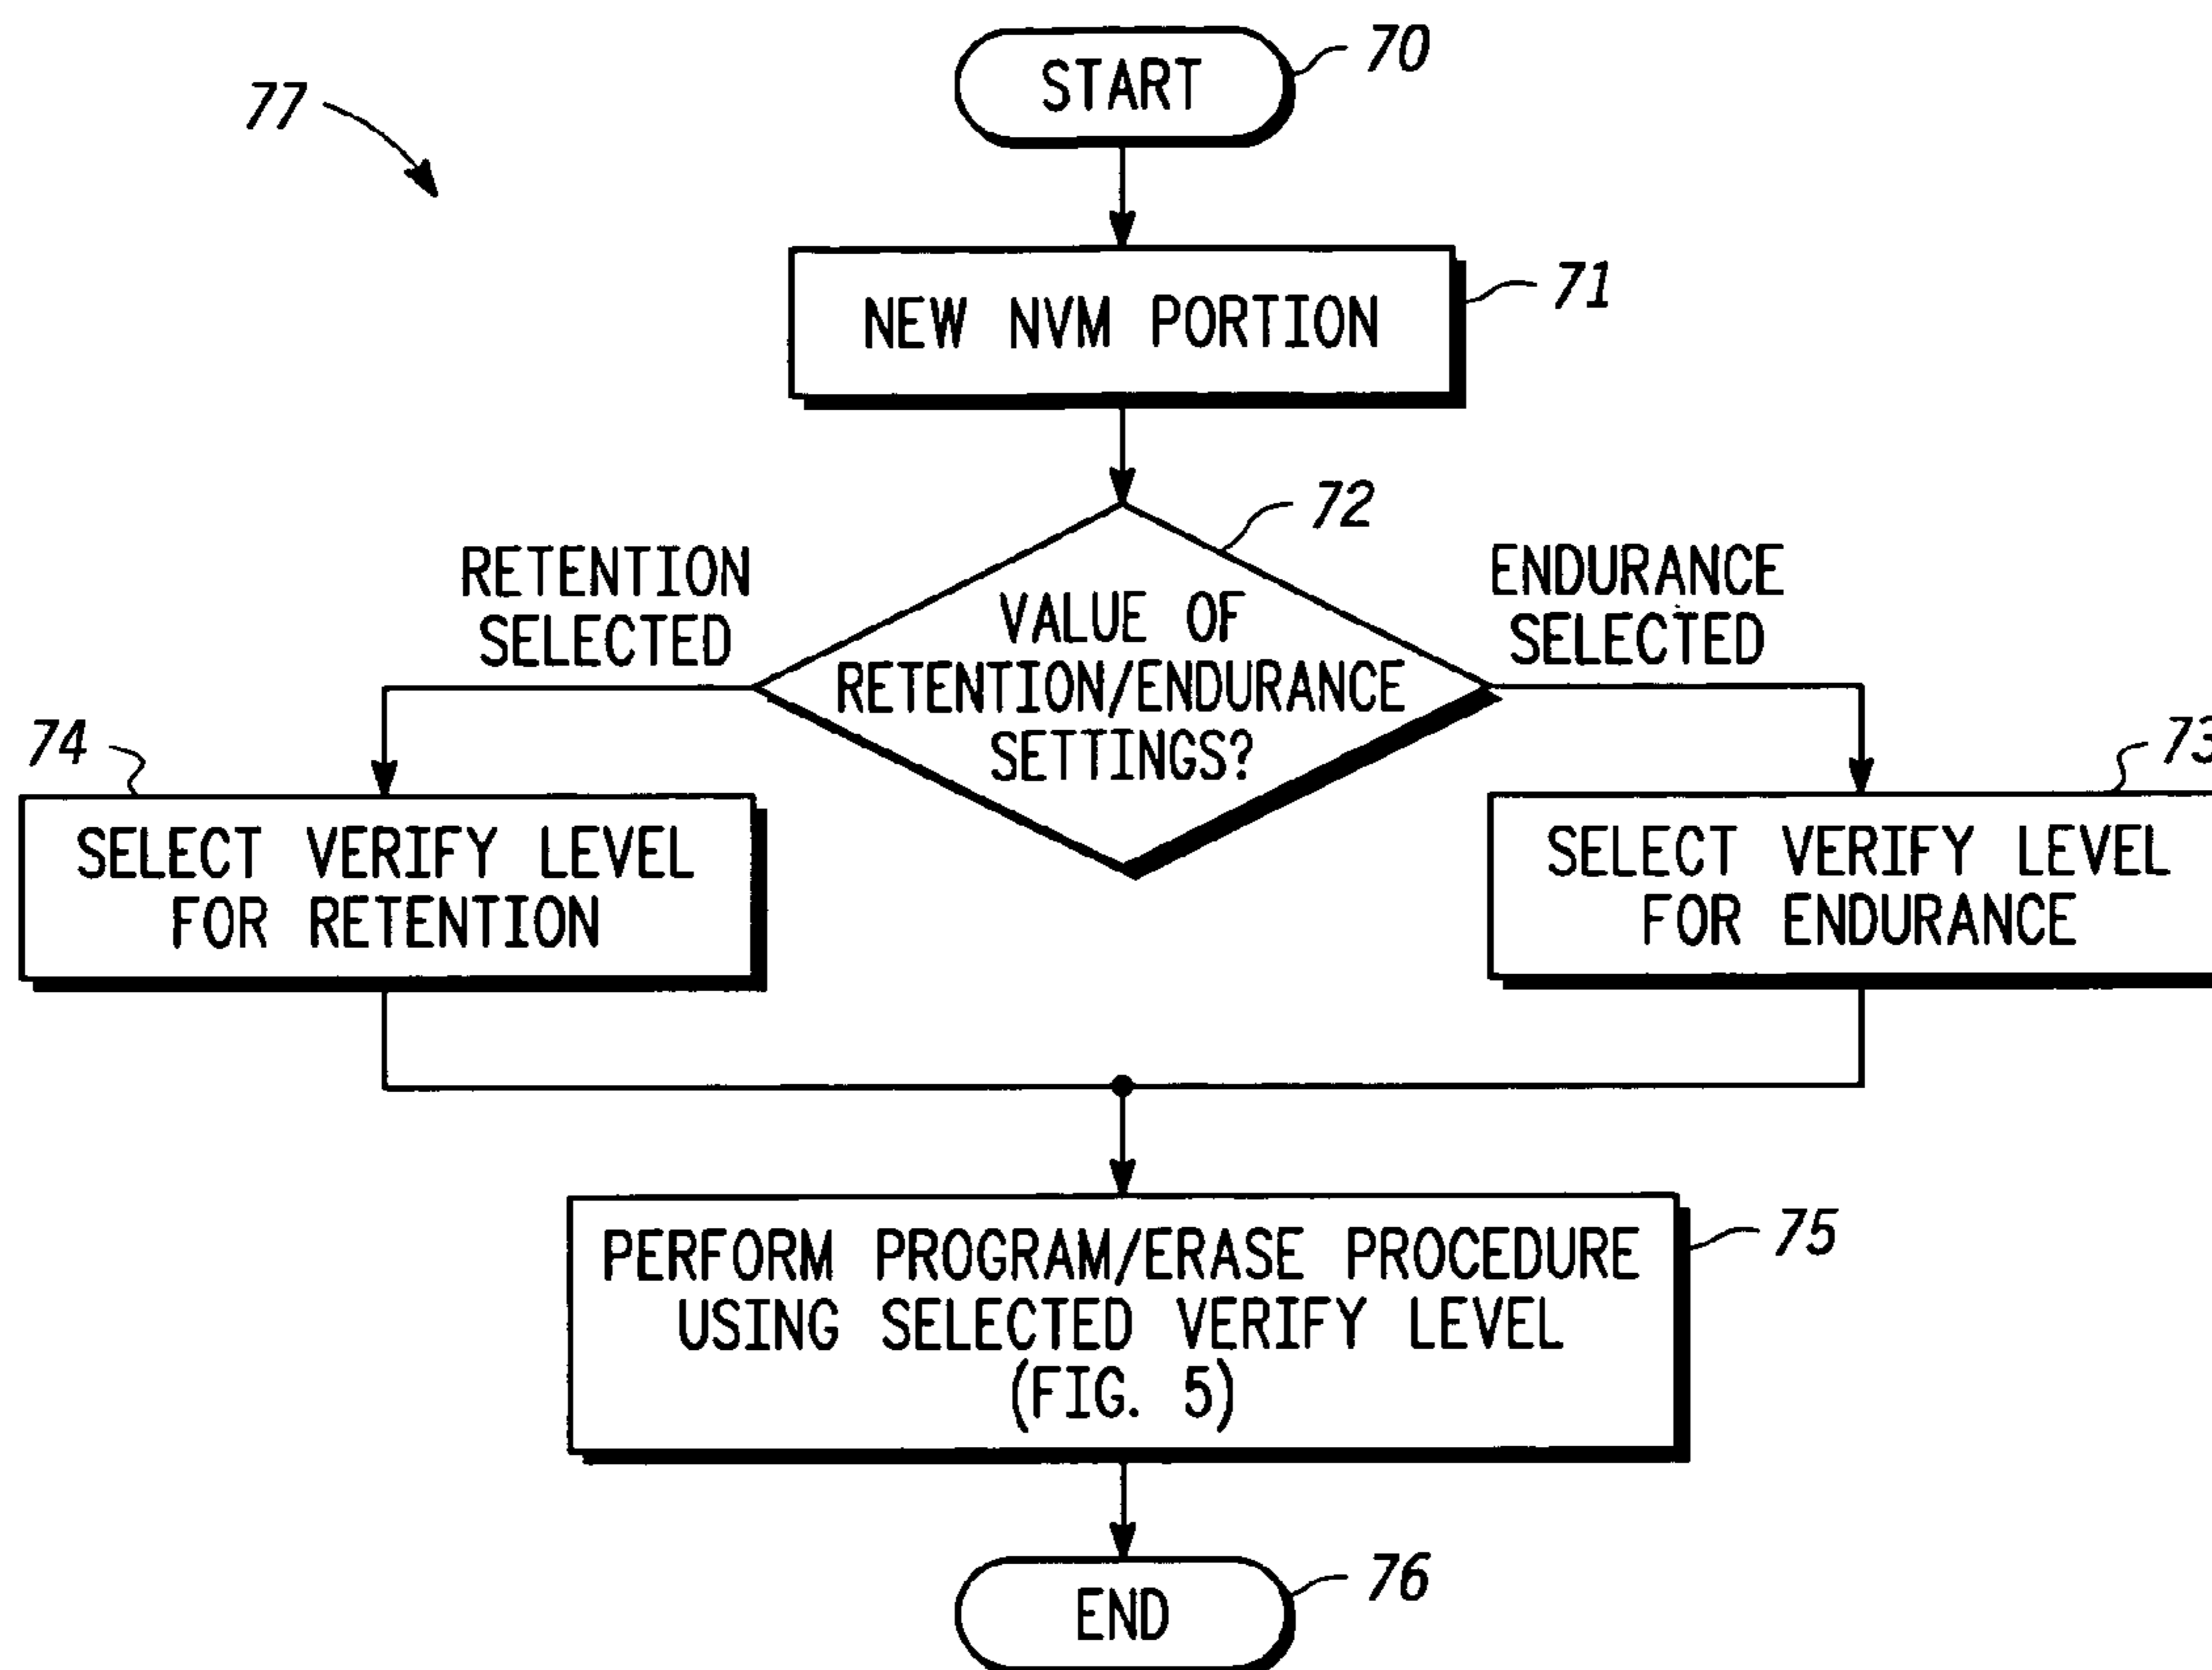 77
START
70
NEW NVM PORTION
71
72
RETENTION
SELECTED
VALUE OF
RETENTION/ENDURANCE
SETTINGS?
ENDURANCE
SELECTED
74
SELECT VERIFY LEVEL
FOR RETENTION
73
SELECT VERIFY LEVEL
FOR ENDURANCE
PERFORM PROGRAM/ERASE PROCEDURE
USING SELECTED VERIFY LEVEL
(FIG. 5)
75
END
76